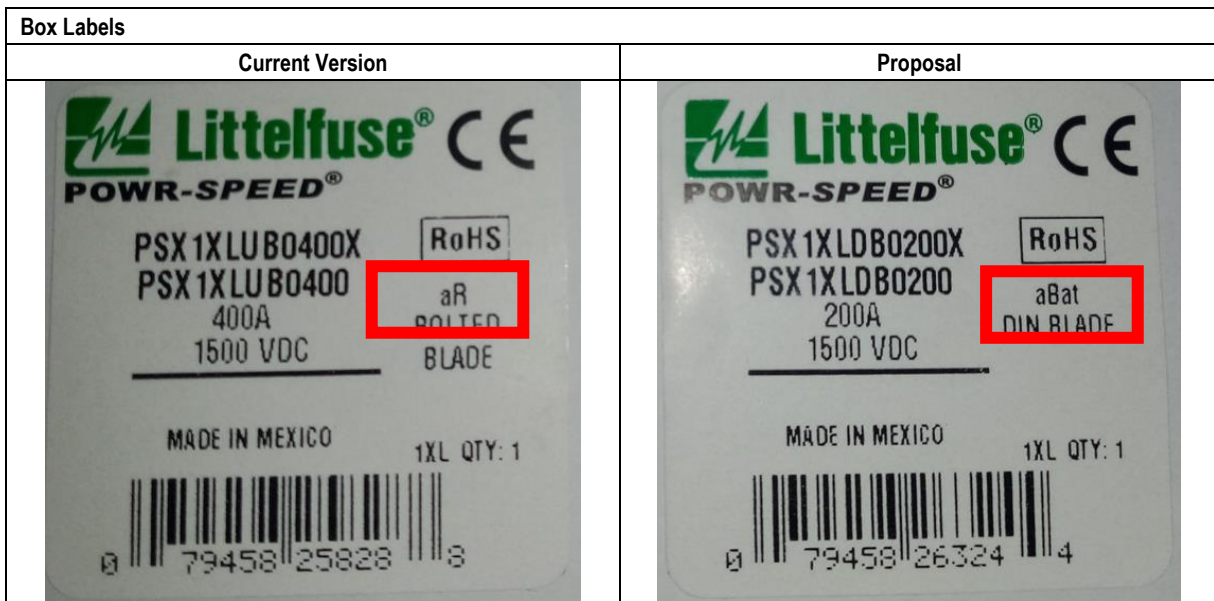 Box Labels
Current Version
Proposal
Littelfuse® CE
POWR-SPEED®
PSX1XLUB0400X
RoHS
PSX1XLUB0400
aR
400A
BOLTED
1500 VDC
BLADE
MADE IN MEXICO
1XL QTY: 1
0 79458 25828 8
Littelfuse® CE
POWR-SPEED®
PSX1XLDB0200X
RoHS
PSX1XLDB0200
aBat
200A
DIN BLADE
1500 VDC
MADE IN MEXICO
1XL QTY: 1
0 79458 26324 4